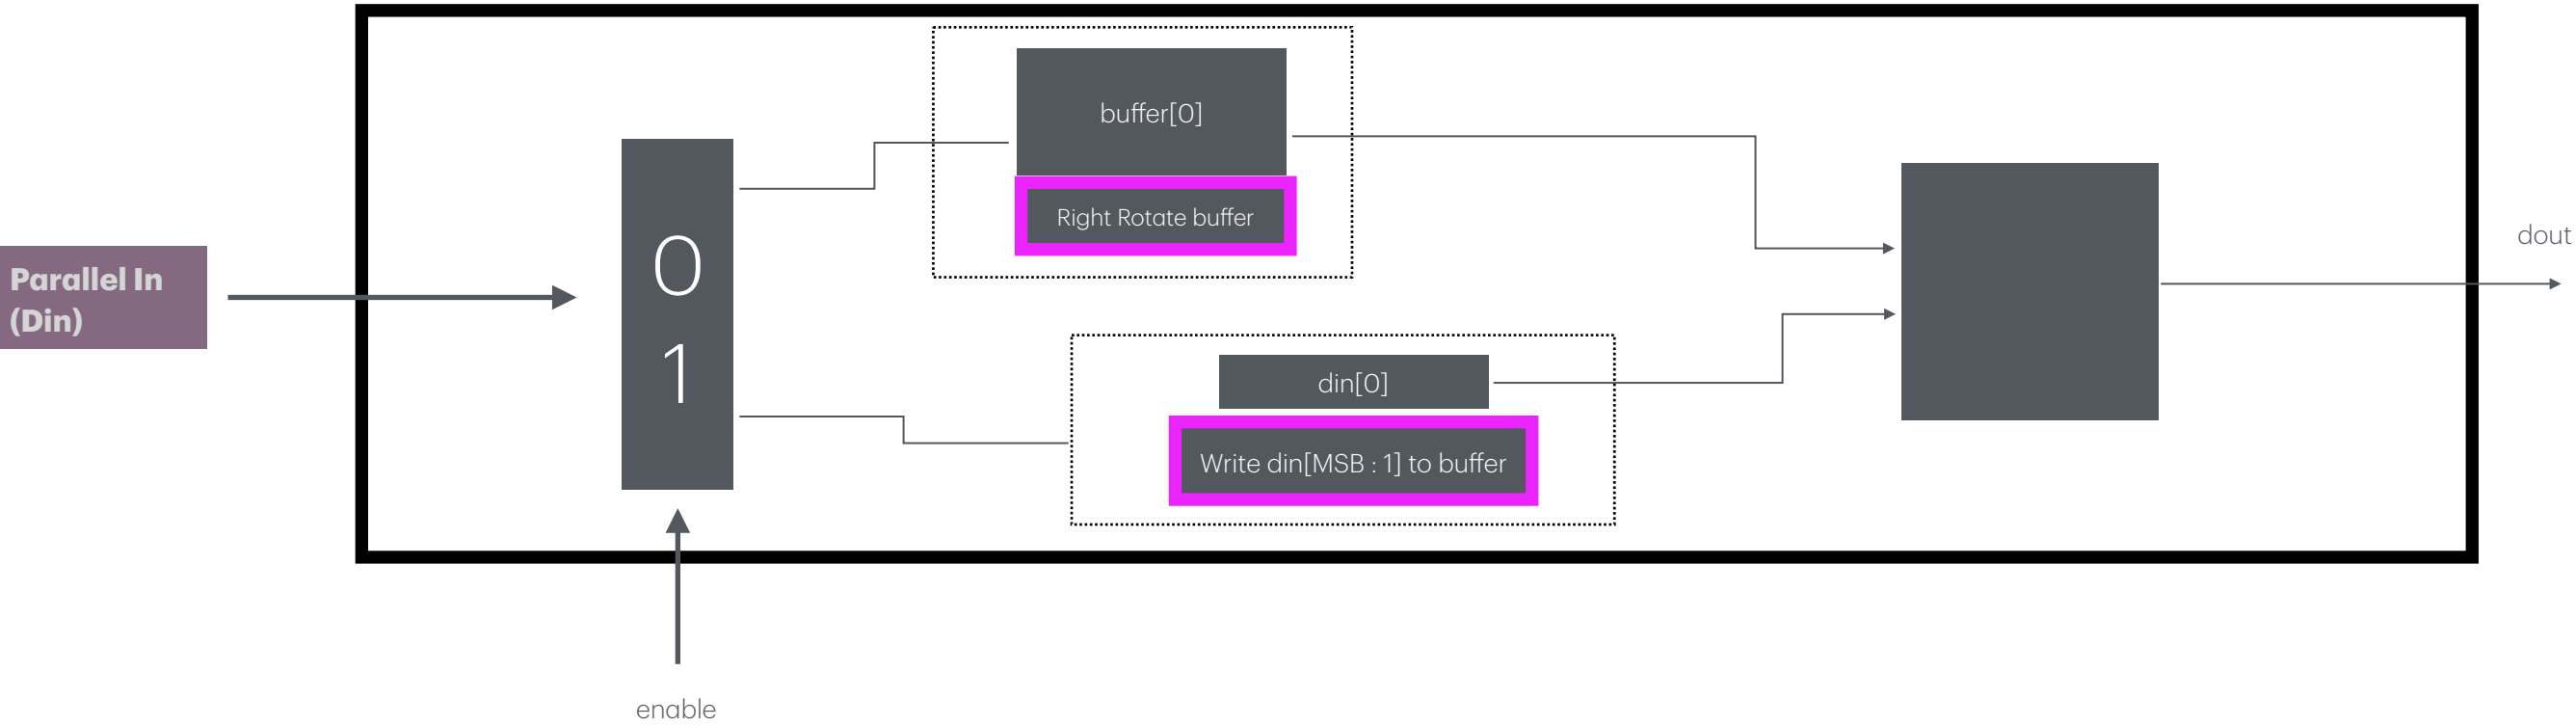 buffer[0]
Right Rotate buffer
0
1
Parallel In
(Din)
dout
din[0]
Write din[MSB : 1] to buffer
enable